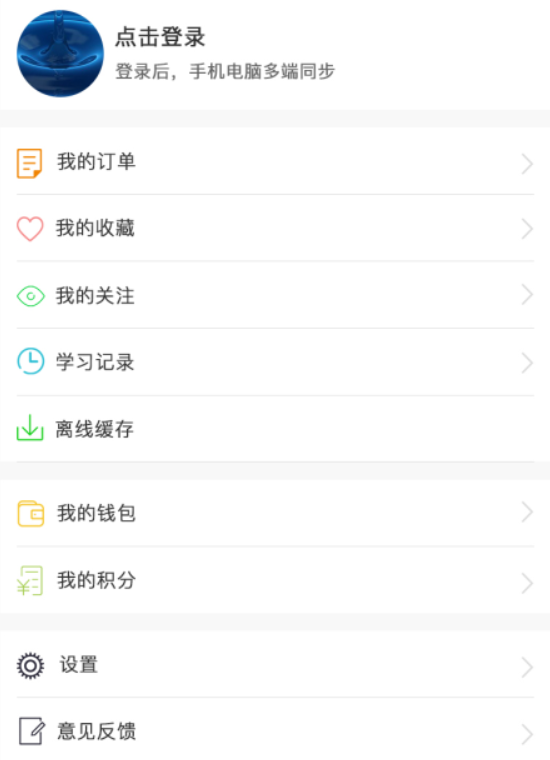 点击登录
登录后，手机电脑多端同步
我的订单
我的收藏
我的关注
学习记录
离线缓存
我的钱包
我的积分
设置
意见反馈